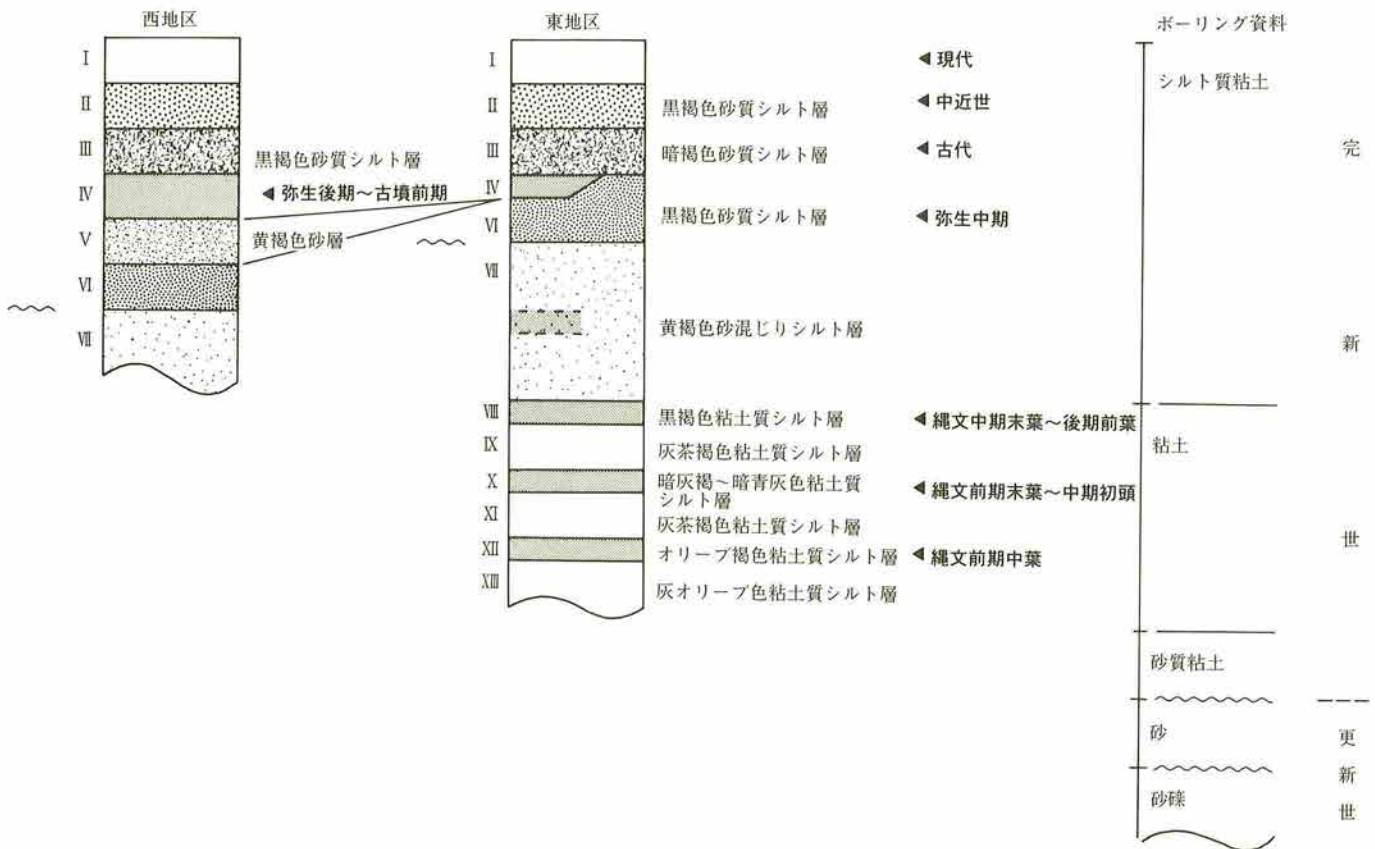 西地区
I
II
III
IV
V
VI
VII
黒褐色砂質シルト層
◀ 弥生後期～古墳前期
黄褐色砂層
東地区
I
II
III
IV
VI
VII
VIII
IX
X
XI
XII
XIII
黒褐色砂質シルト層
暗褐色砂質シルト層
黒褐色砂質シルト層
黄褐色砂混じりシルト層
黒褐色粘土質シルト層
灰茶褐色粘土質シルト層
暗灰褐～暗青灰色粘土質
シルト層
灰茶褐色粘土質シルト層
オリーブ褐色粘土質シルト層
灰オリーブ色粘土質シルト層
◀ 現代
◀ 中近世
◀ 古代
◀ 弥生中期
◀ 縄文中期末葉～後期前葉
◀ 縄文前期末葉～中期初頭
◀ 縄文前期中葉
ボーリング資料
シルト質粘土
粘土
砂質粘土
砂
砂礫
完
新
世
更
新
世